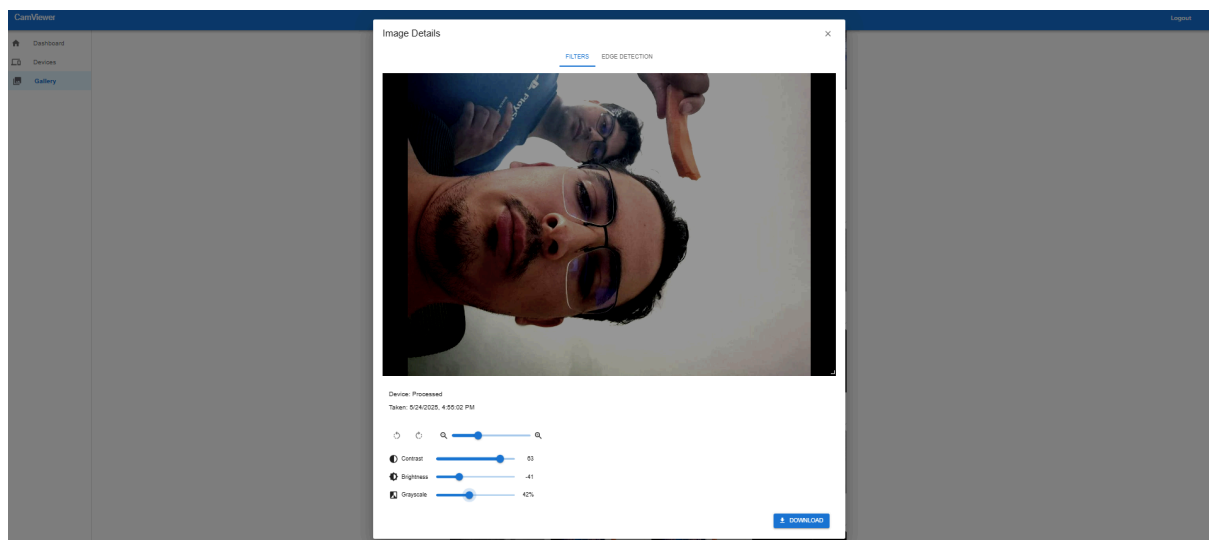 CamViewer
Logout
Dashboard
Devices
Gallery
Image Details
×
FILTERS EDGE DETECTION
Device: Processed
Taken: 5/24/2025, 4:55:02 PM
Contrast 63
Brightness -41
Grayscale 42%
DOWNLOAD